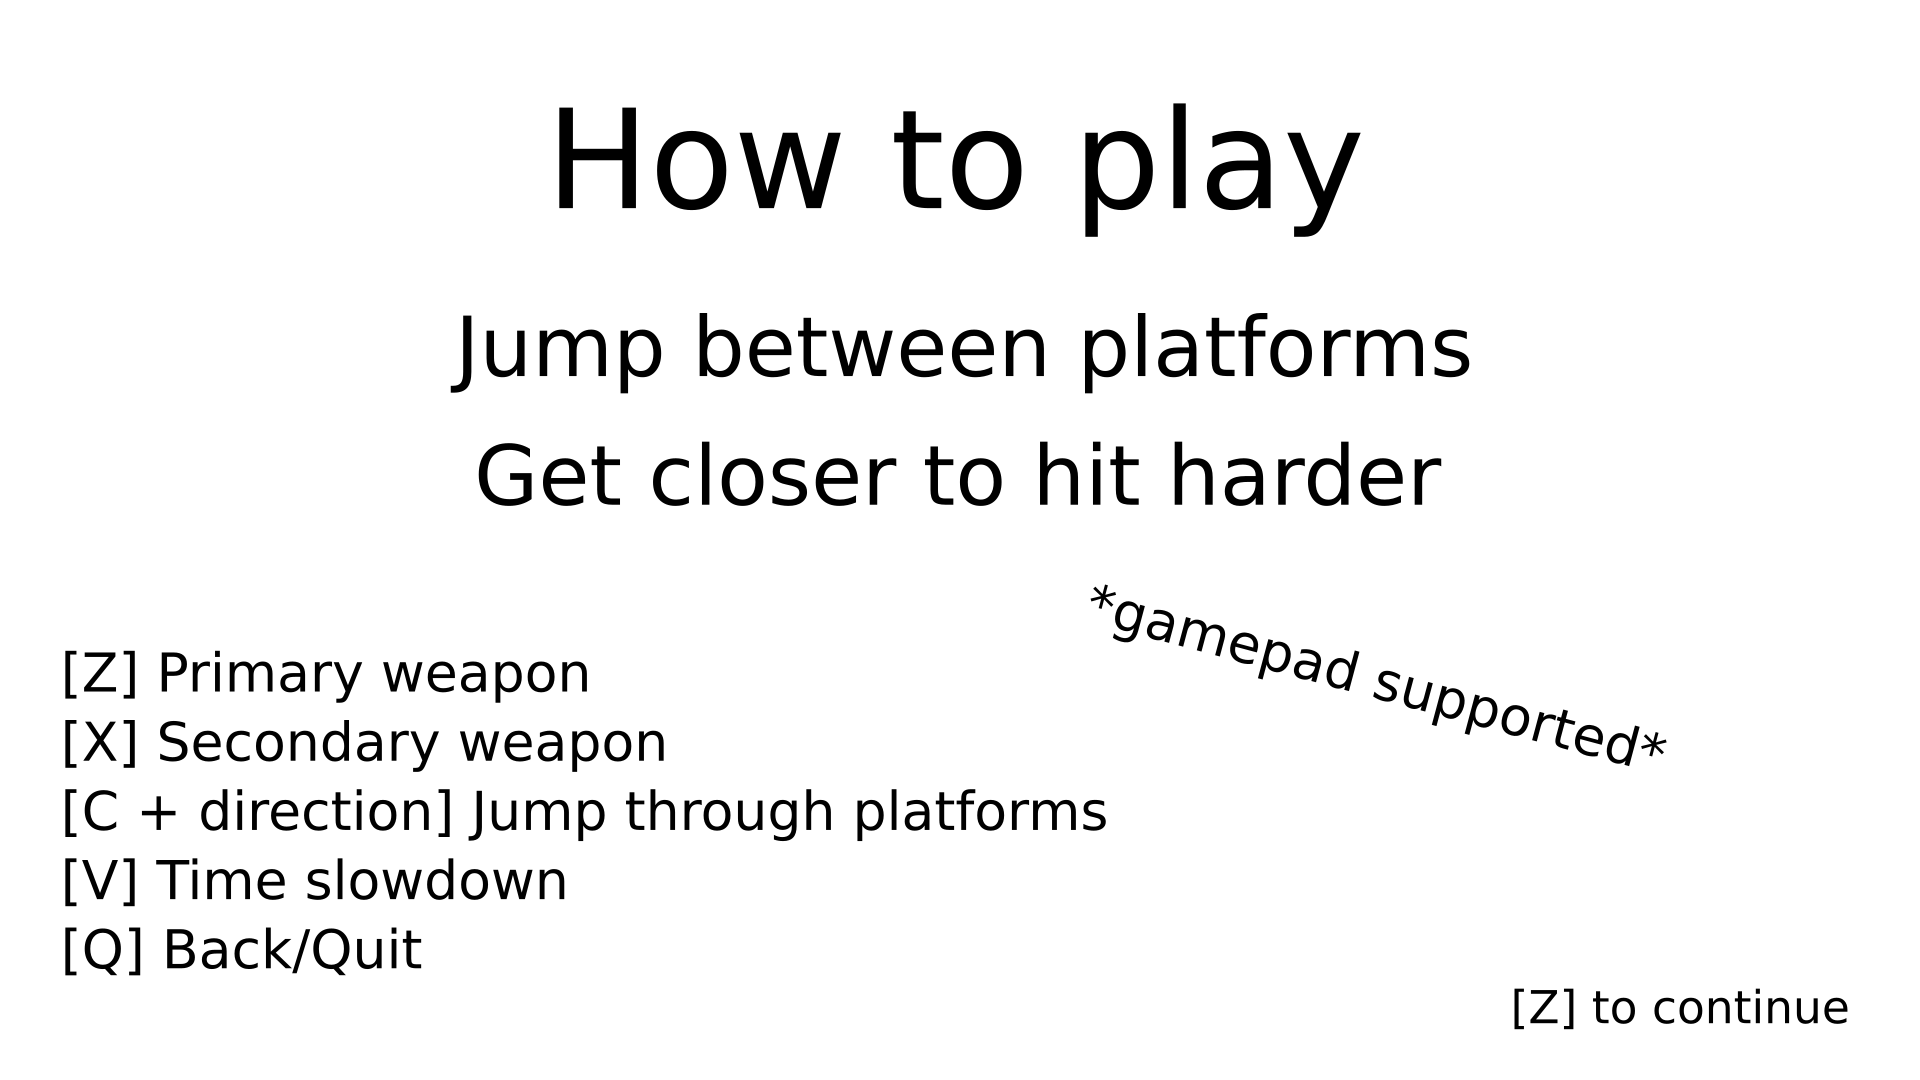 How to play
Jump between platforms
Get closer to hit harder
*gamepad supported*
[Z] Primary weapon
[X] Secondary weapon
[C + direction] Jump through platforms
[V] Time slowdown
[Q] Back/Quit
[Z] to continue